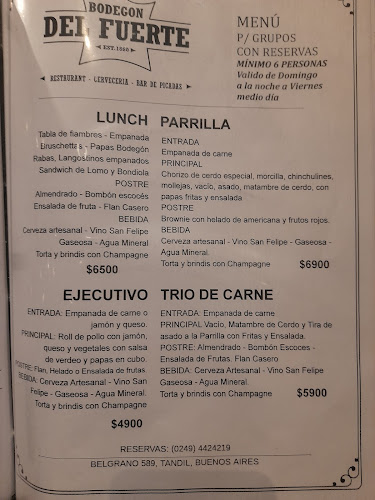 BODEGON
DEL FUERTE
EST. 1860
RESTAURANT - CERVECERIA - BAR DE PICADAS
MENÚ
P/ GRUPOS
CON RESERVAS
MÍNIMO 6 PERSONAS
Valido de Domingo
a la noche a Viernes
medio día
LUNCH
Tabla de fiambres - Empanada
Bruschettas - Papas Bodegón
Rabas, Langostinos empanados
Sandwich de Lomo y Bondiola
POSTRE
Almendrado - Bombón escocés
Ensalada de fruta - Flan Casero
BEBIDA
Cerveza artesanal - Vino San Felipe
Gaseosa - Agua Mineral
Torta y brindis con Champagne
$6500
PARRILLA
ENTRADA
Empanada de carne
PRINCIPAL
Chorizo de cerdo especial, morcilla, chinchulines,
mollejas, vacío, asado, matambre de cerdo, con
papas fritas y ensalada
POSTRE
Brownie con helado de americana y frutos rojos.
BEBIDA
Cerveza artesanal - Vino San Felipe - Gaseosa -
Agua Mineral.
Torta y brindis con Champagne $6900
EJECUTIVO
ENTRADA: Empanada de carne o
jamón y queso.
PRINCIPAL: Roll de pollo con jamón,
queso y vegetales con salsa
de verdeo y papas en cubo.
POSTRE: Flan, Helado o Ensalada de frutas.
BEBIDA: Cerveza Artesanal - Vino San
Felipe - Gaseosa - Agua Mineral.
Torta y brindis con Champagne
$4900
TRIO DE CARNE
ENTRADA: Empanada de carne
PRINCIPAL Vacío, Matambre de Cerdo y Tira de
asado a la Parrilla con Fritas y Ensalada.
POSTRE: Almendrado - Bombón Escoces -
Ensalada de Frutas. Flan Casero
BEBIDA: Cerveza Artesanal - Vino San Felipe -
Gaseosa - Agua Mineral.
Torta y brindis con Champagne $5900
RESERVAS: (0249) 4424219
BELGRANO 589, TANDIL, BUENOS AIRES